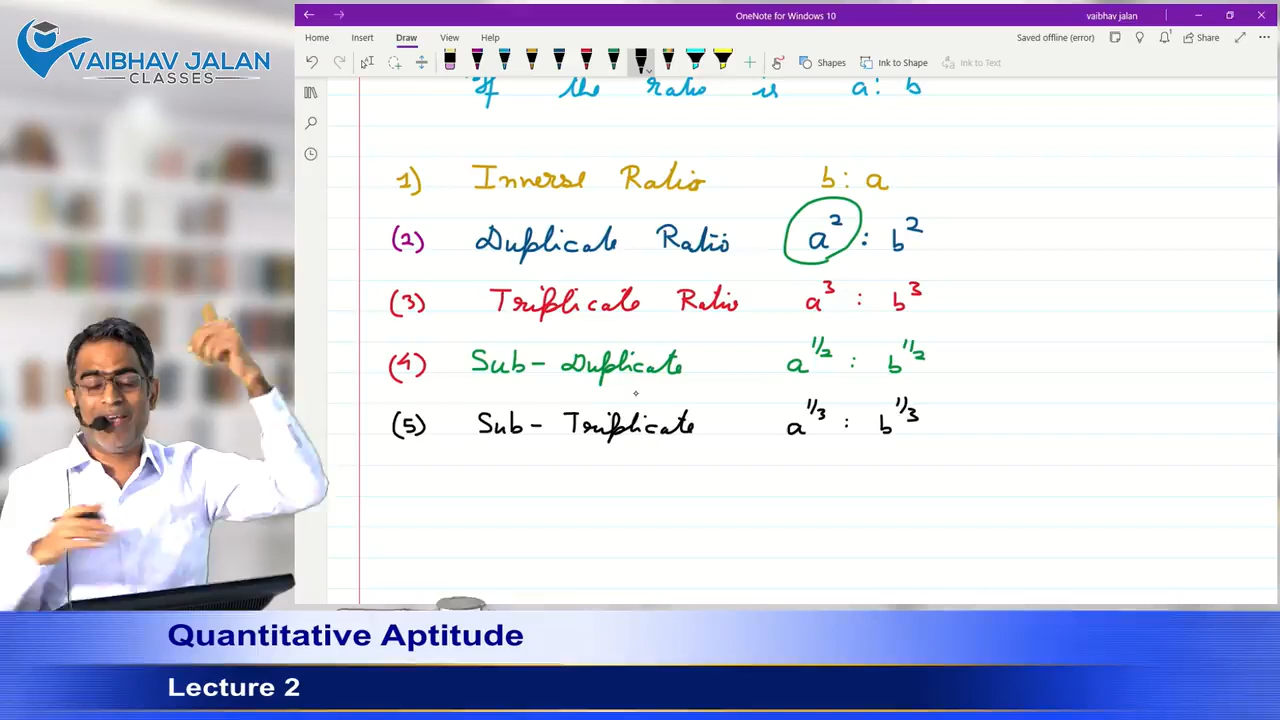 VAIBHAV JALAN
CLASSES
OneNote for Windows 10
vaibhav jalan
Home Insert Draw View Help
Saved offline (error)
Share
Shapes
Ink to Shape
Ink to Text
If the ratio is a : b
1) Inverse Ratio b : a
(2) Duplicate Ratio a² : b²
(3) Triplicate Ratio a³ : b³
(4) Sub- Duplicate a^1/2 : b^1/2
(5) Sub- Triplicate a^1/3 : b^1/3
Quantitative Aptitude
Lecture 2